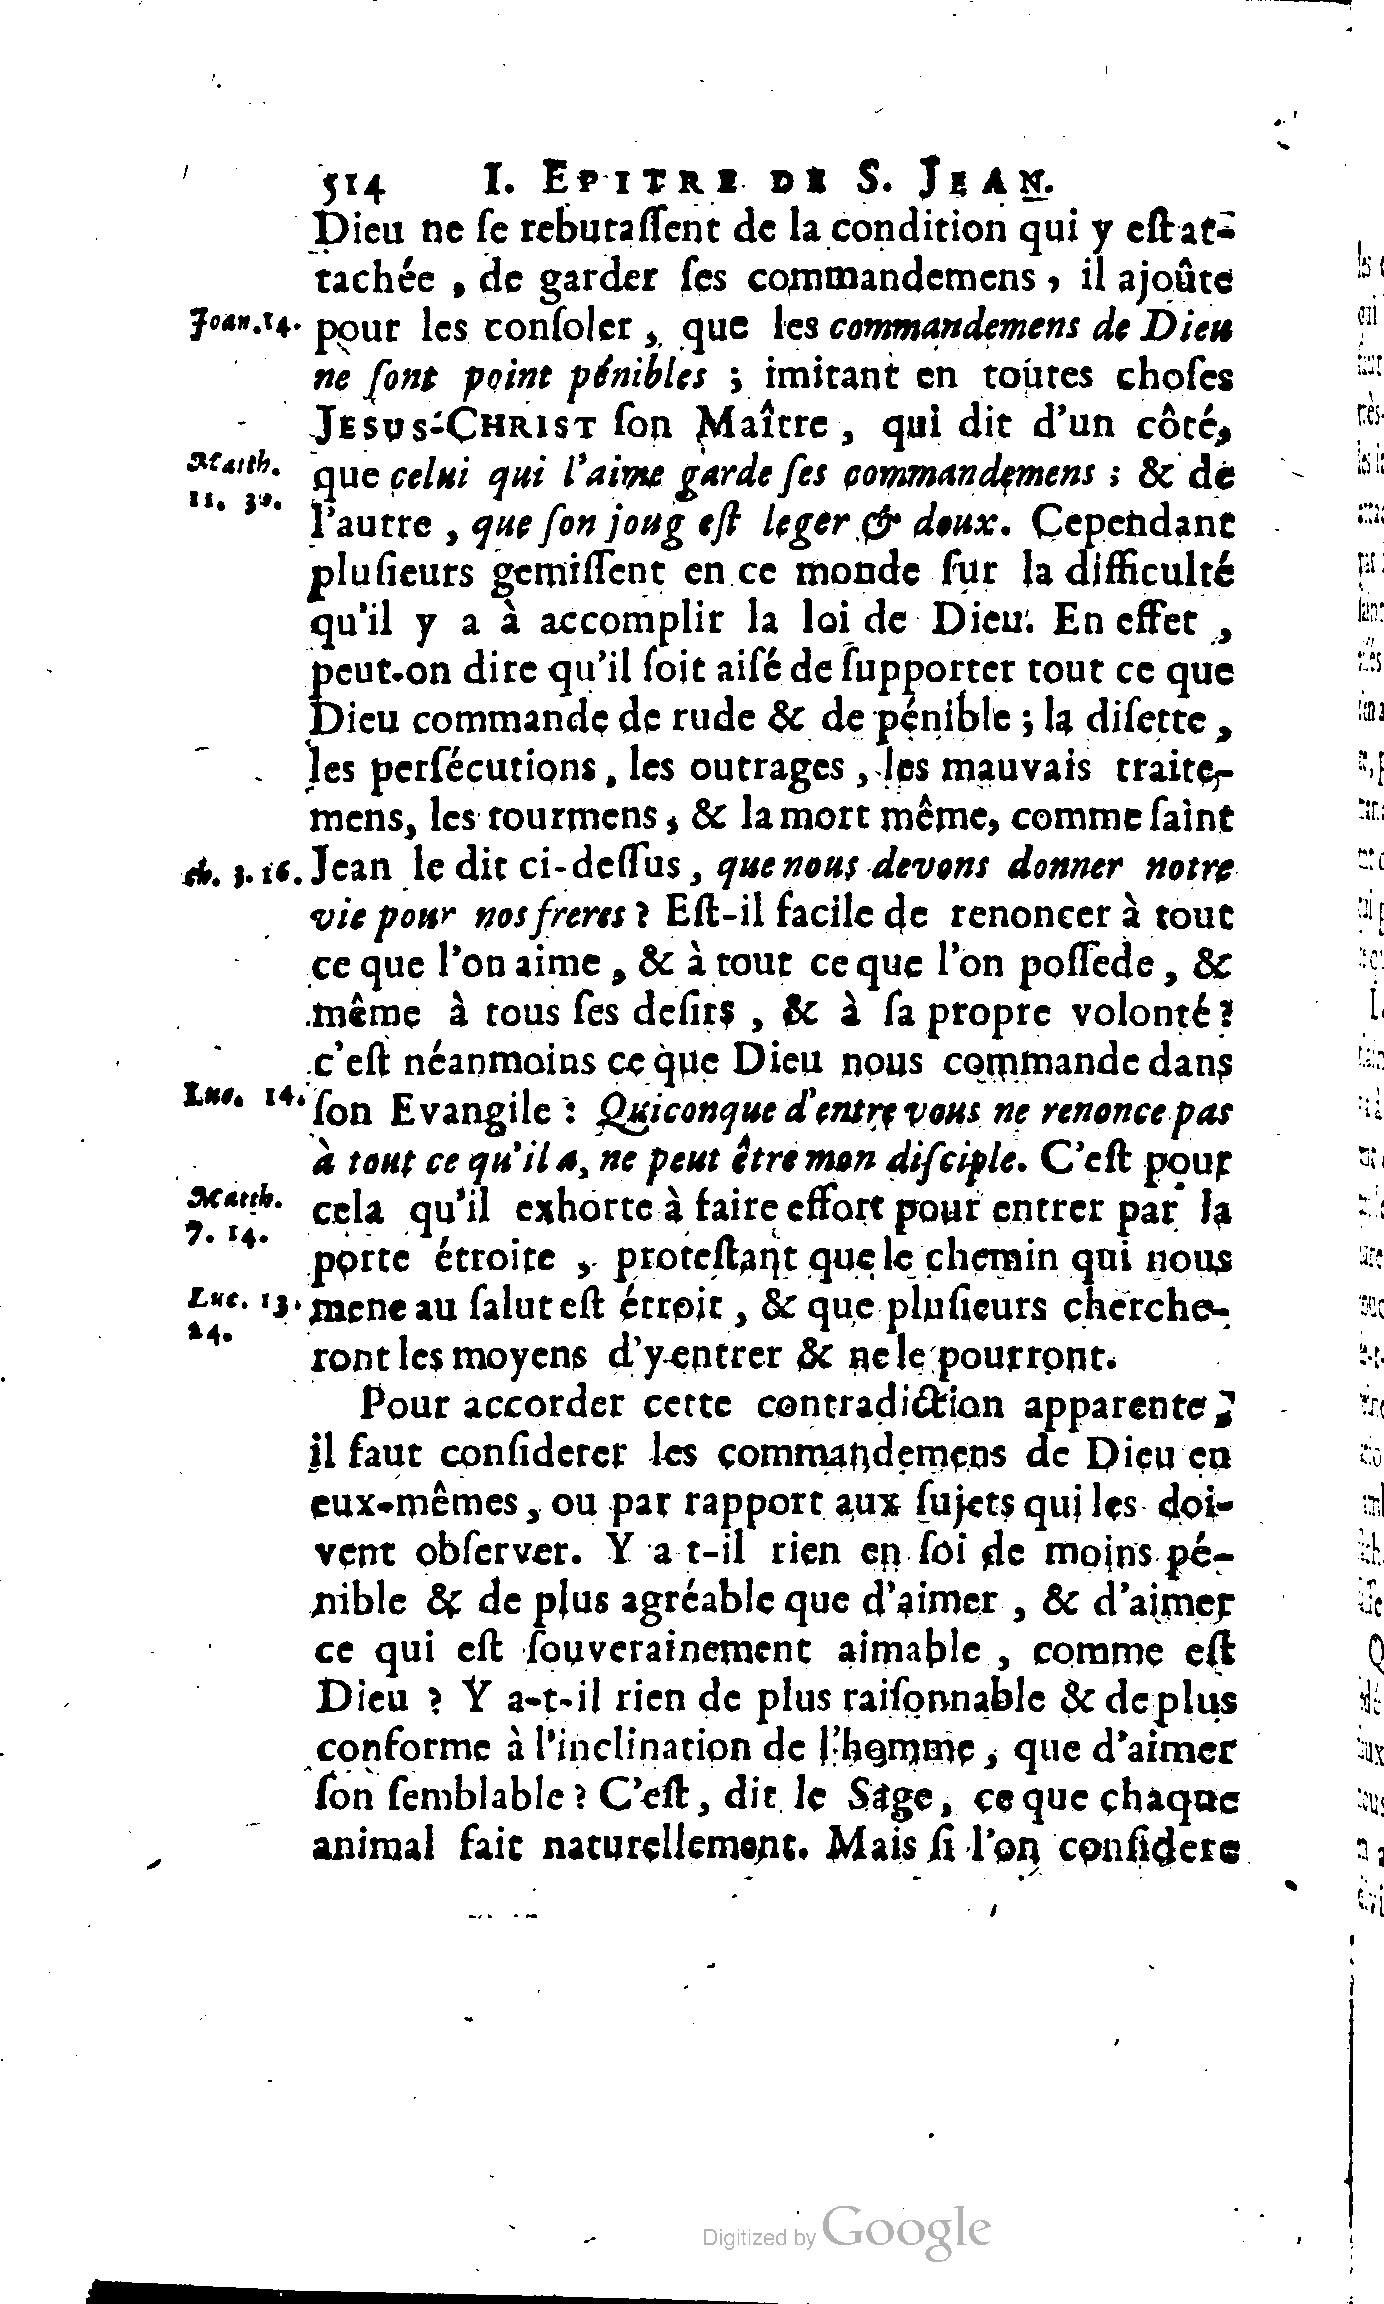 514 I. EPITRE DE S. JEAN.
Dieu ne ſe rebutaſſent de la condition qui y eſt at-
tachée, de garder ſes commandemens, il ajoûte
Joan. 14. pour les conſoler, que les commandemens de Dieu
ne ſont point pénibles ; imitant en toutes choſes
JESUS-CHRIST ſon Maître, qui dit d'un côté,
Matth. que celui qui l'aime garde ſes commandemens ; & de
11. 30. l'autre, que ſon joug eſt leger & doux. Cependant
pluſieurs gemiſſent en ce monde ſur la difficulté
qu'il y a à accomplir la loi de Dieu. En effet,
peut-on dire qu'il ſoit aiſé de ſupporter tout ce que
Dieu commande de rude & de pénible ; la diſette,
les perſécutions, les outrages, les mauvais traite-
mens, les tourmens, & la mort même, comme ſaint
ch. 3. 16. Jean le dit ci-deſſus, que nous devons donner notre
vie pour nos freres ? Eſt-il facile de renoncer à tout
ce que l'on aime, & à tout ce que l'on poſſede, &
même à tous ſes deſirs, & à ſa propre volonté ?
c'eſt néanmoins ce que Dieu nous commande dans
Luc. 14. ſon Evangile : Quiconque d'entre vous ne renonce pas
à tout ce qu'il a, ne peut être mon diſciple. C'eſt pour
Matth. cela qu'il exhorte à faire effort pour entrer par la
7. 14. porte étroite, proteſtant que le chemin qui nous
Luc. 13. mene au ſalut eſt étroit, & que pluſieurs cherche-
24. ront les moyens d'y entrer & ne le pourront.
Pour accorder cette contradiction apparente,
il faut conſiderer les commandemens de Dieu en
eux-mêmes, ou par rapport aux ſujets qui les doi-
vent obſerver. Y a t-il rien en ſoi de moins pé-
nible & de plus agréable que d'aimer, & d'aimer
ce qui eſt ſouverainement aimable, comme eſt
Dieu ? Y a-t-il rien de plus raiſonnable & de plus
conforme à l'inclination de l'homme, que d'aimer
ſon ſemblable ? C'eſt, dit le Sage, ce que chaque
animal fait naturellement. Mais ſi l'on conſidere
Digitized by Google